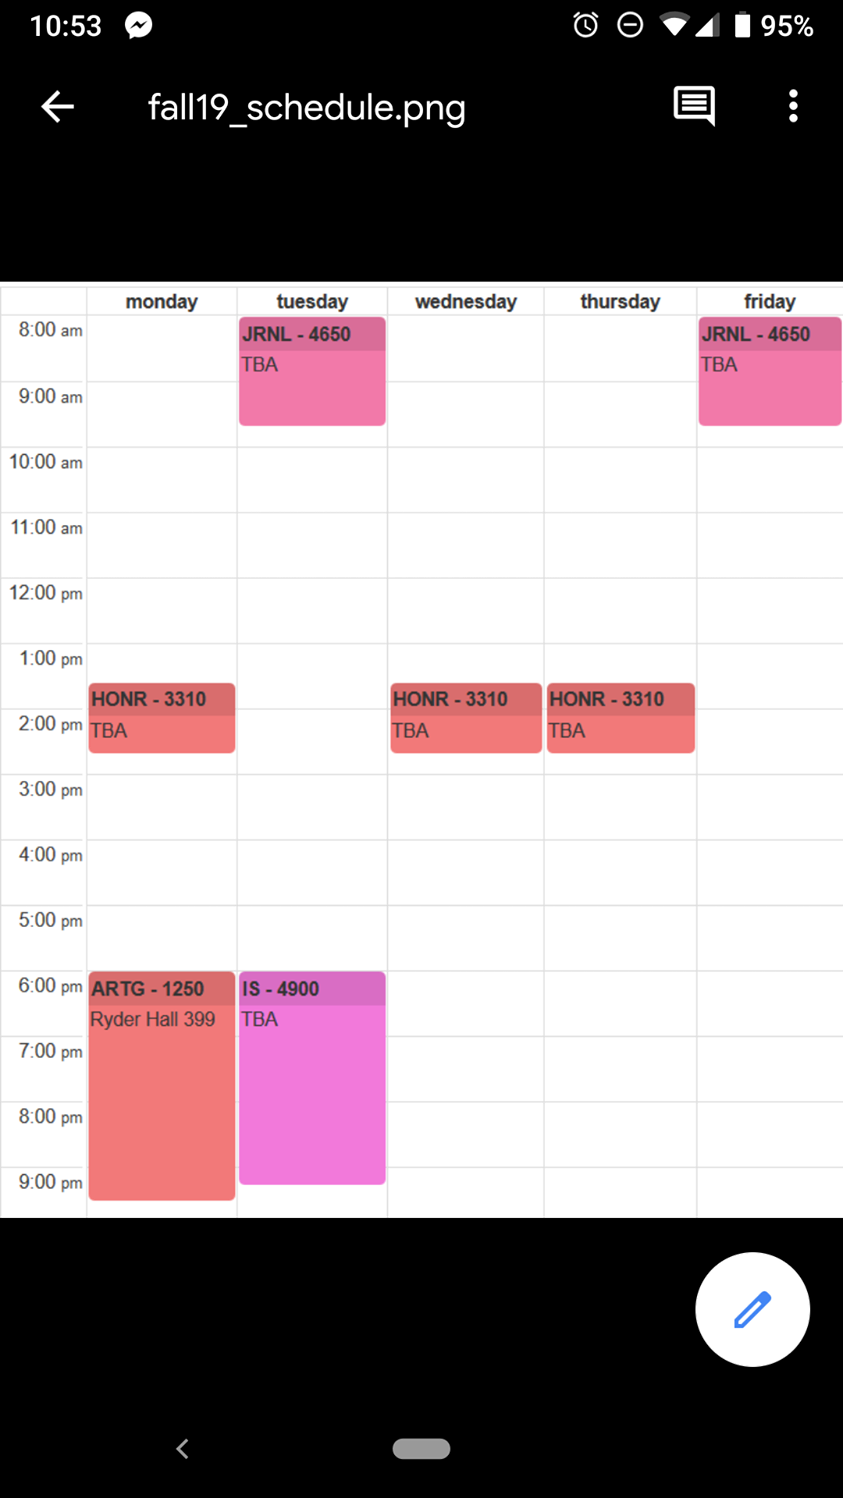 10:53 95%
fall19_schedule.png
monday tuesday wednesday thursday friday
8:00 am JRNL - 4650 JRNL - 4650
TBA TBA
9:00 am
10:00 am
11:00 am
12:00 pm
1:00 pm
HONR - 3310 HONR - 3310 HONR - 3310
2:00 pm TBA TBA TBA
3:00 pm
4:00 pm
5:00 pm
6:00 pm ARTG - 1250 IS - 4900
Ryder Hall 399 TBA
7:00 pm
8:00 pm
9:00 pm